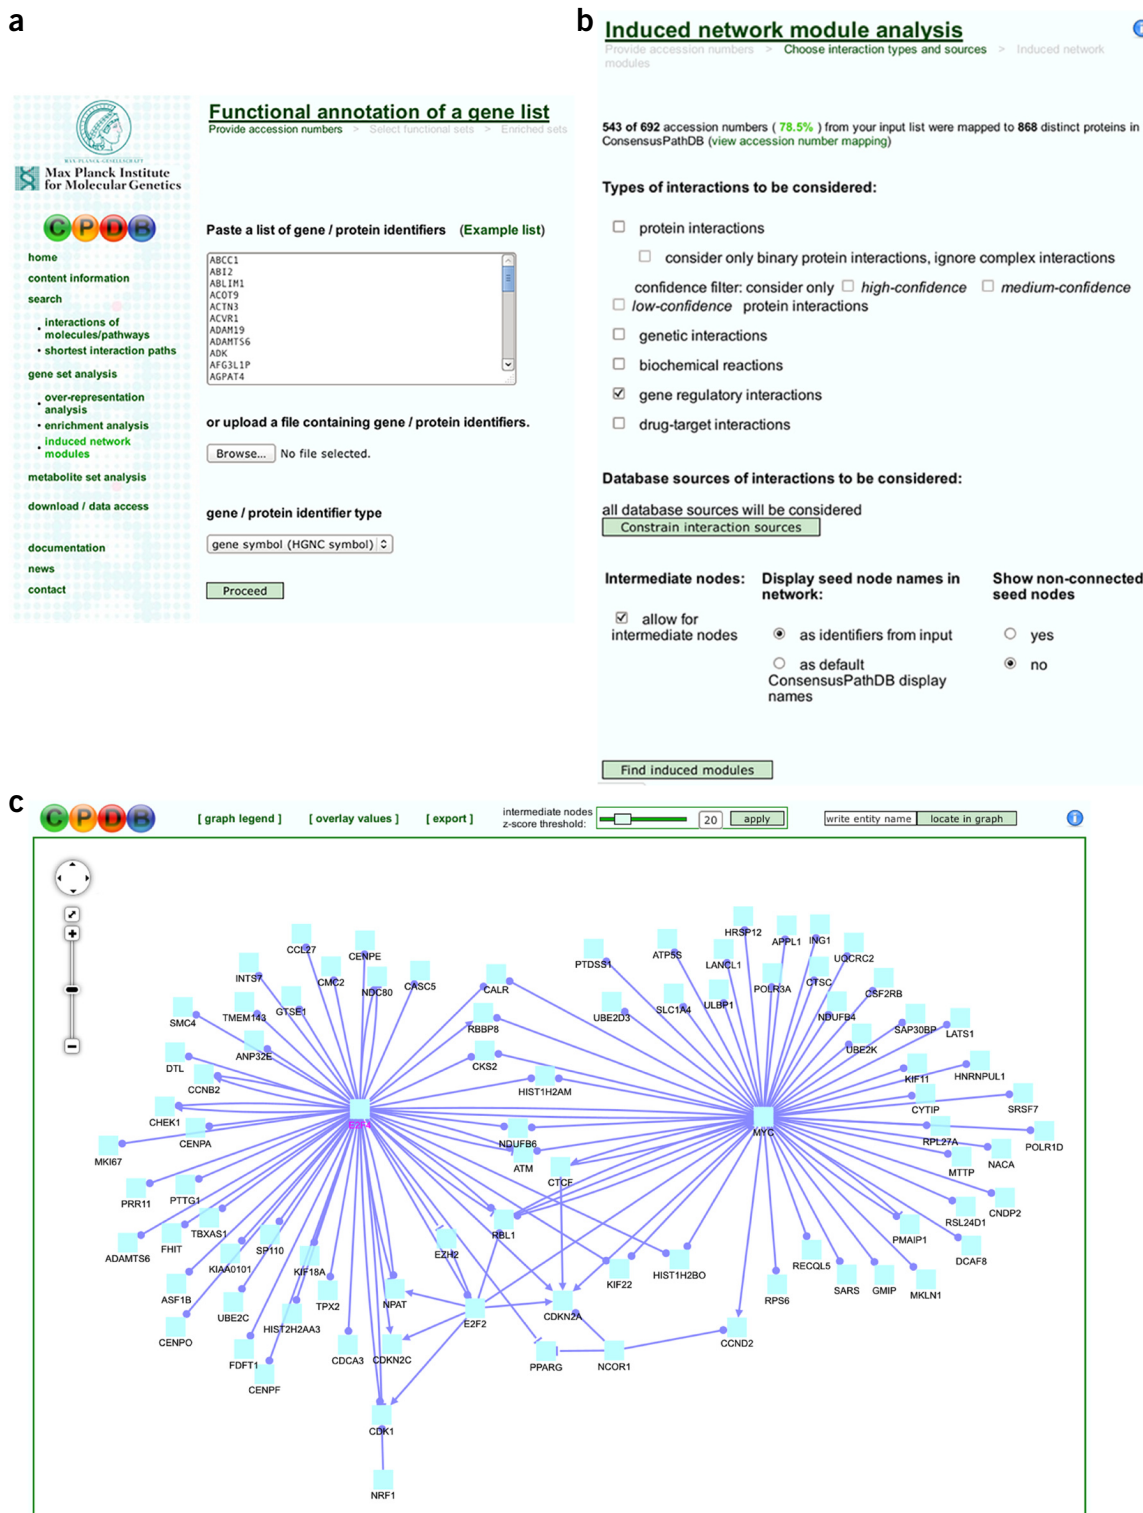 a
MAX-PLANCK-GESELLSCHAFT
Max Planck Institute
for Molecular Genetics
C P D B
home
content information
search
• interactions of
molecules/pathways
• shortest interaction paths
gene set analysis
• over-representation
analysis
• enrichment analysis
• induced network
modules
metabolite set analysis
download / data access
documentation
news
contact
Functional annotation of a gene list
Provide accession numbers > Select functional sets > Enriched sets
Paste a list of gene / protein identifiers (Example list)
ABCC1
ABI2
ABLIM1
ACOT9
ACTN3
ACVR1
ADAM19
ADAMTS6
ADK
AFG3L1P
AGPAT4
or upload a file containing gene / protein identifiers.
Browse... No file selected.
gene / protein identifier type
gene symbol (HGNC symbol)
Proceed
b
Induced network module analysis
Provide accession numbers > Choose interaction types and sources > Induced network
modules
543 of 692 accession numbers ( 78.5% ) from your input list were mapped to 868 distinct proteins in
ConsensusPathDB (view accession number mapping)
Types of interactions to be considered:
protein interactions
consider only binary protein interactions, ignore complex interactions
confidence filter: consider only high-confidence medium-confidence
low-confidence protein interactions
genetic interactions
biochemical reactions
gene regulatory interactions
drug-target interactions
Database sources of interactions to be considered:
all database sources will be considered
Constrain interaction sources
Intermediate nodes:
allow for
intermediate nodes
Display seed node names in
network:
as identifiers from input
as default
ConsensusPathDB display
names
Show non-connected
seed nodes
yes
no
Find induced modules
c
C P D B
[ graph legend ] [ overlay values ] [ export ]
intermediate nodes
z-score threshold:
20
apply
write entity name
locate in graph
HRSP12
APPL1
ING1
CCL27
CENPE
ATP5S
UQCRC2
PTDSS1
LANCL1
INTS7
CMC2
NDC80
CASC5
CALR
POLR3A
CTSC
CSF2RB
SMC4
TMEM143
GTSE1
UBE2D3
SLC1A4
ULBP1
NDUFB4
RBBP8
SAP30BP
LATS1
ANP32E
UBE2K
DTL
CKS2
CCNB2
KIF11
HNRNPUL1
HIST1H2AM
CHEK1
CYTIP
SRSF7
E2F4
MYC
CENPA
NDUFB6
RPL27A
POLR1D
MKI67
ATM
CTCF
MTTP
NACA
PRR11
PTTG1
CNDP2
TBXAS1
RBL1
RSL24D1
PMAIP1
ADAMTS6
FHIT
SP110
EZH2
DCAF8
KIAA0101
KIF18A
RECQL5
KIF22
HIST1H2BO
SARS
GMIP
MKLN1
ASF1B
UBE2C
TPX2
NPAT
RPS6
HIST2H2AA3
E2F2
CDKN2A
CENPO
CCND2
FDFT1
CDCA3
CDKN2C
PPARG
NCOR1
CENPF
CDK1
NRF1